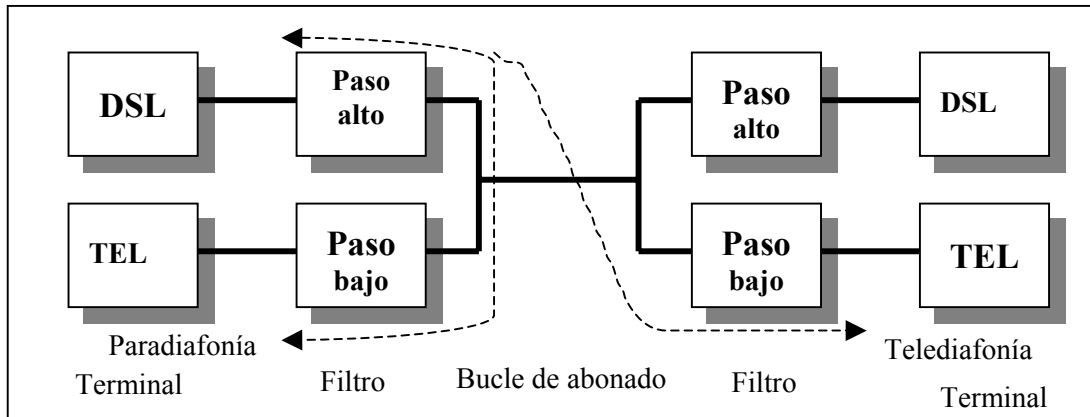 DSL
Paso
alto
Paso
alto
DSL
TEL
Paso
bajo
Paso
bajo
TEL
Paradiafonía
Telediafonía
Terminal
Filtro
Bucle de abonado
Filtro
Terminal